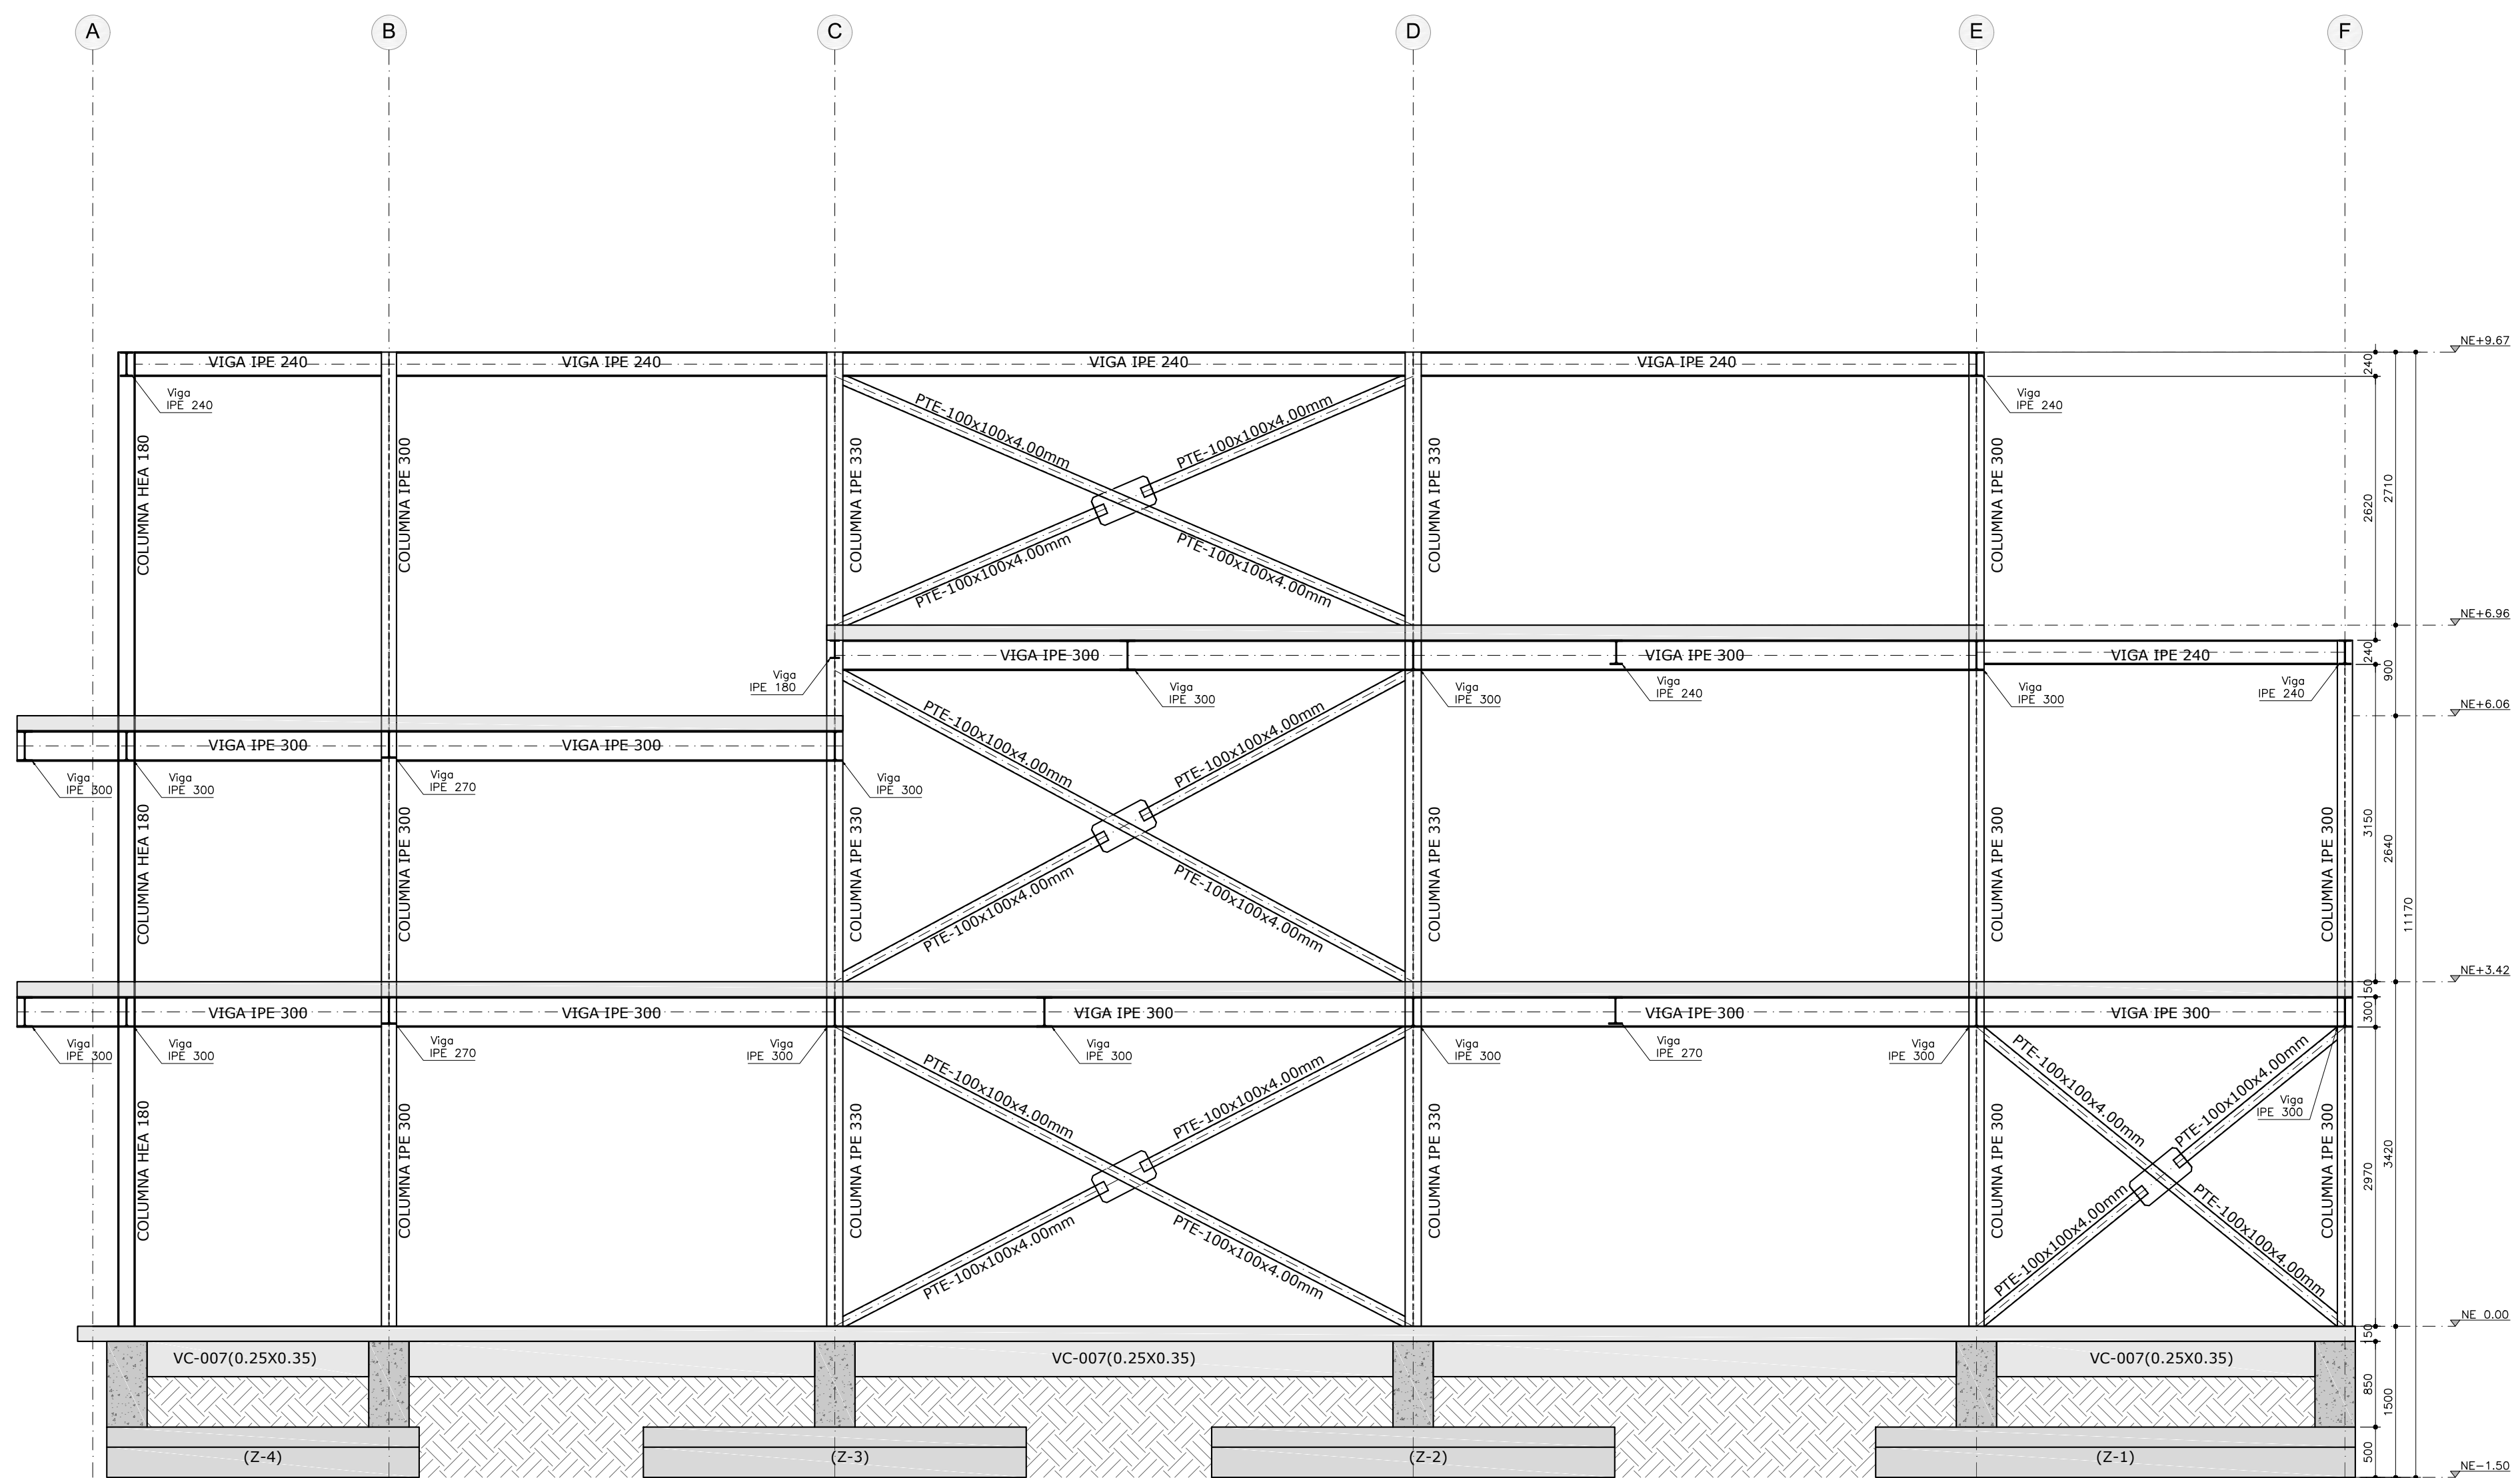 A
B
C
D
E
F
NE+9.67
VIGA IPE 240
VIGA IPE 240
VIGA IPE 240
VIGA IPE 240
240
Viga
IPE 240
Viga
IPE 240
PTE-100x100x4.00mm
PTE-100x100x4.00mm
COLUMNA HEA 180
COLUMNA IPE 300
COLUMNA IPE 330
COLUMNA IPE 330
COLUMNA IPE 300
2620
2710
PTE-100x100x4.00mm
PTE-100x100x4.00mm
NE+6.96
VIGA IPE 300
VIGA IPE 300
VIGA IPE 240
240
900
Viga
IPE 180
Viga
IPE 300
Viga
IPE 300
Viga
IPE 240
Viga
IPE 300
Viga
IPE 240
NE+6.06
VIGA IPE 300
VIGA IPE 300
PTE-100x100x4.00mm
PTE-100x100x4.00mm
Viga
IPE 300
Viga
IPE 300
Viga
IPE 270
Viga
IPE 300
COLUMNA HEA 180
COLUMNA IPE 300
COLUMNA IPE 330
COLUMNA IPE 330
COLUMNA IPE 300
COLUMNA IPE 300
3150
2640
11170
PTE-100x100x4.00mm
PTE-100x100x4.00mm
NE+3.42
150
VIGA IPE 300
VIGA IPE 300
VIGA IPE 300
VIGA IPE 300
VIGA IPE 300
300
Viga
IPE 300
Viga
IPE 300
Viga
IPE 270
Viga
IPE 300
Viga
IPE 300
Viga
IPE 300
Viga
IPE 270
Viga
IPE 300
Viga
IPE 300
PTE-100x100x4.00mm
PTE-100x100x4.00mm
PTE-100x100x4.00mm
PTE-100x100x4.00mm
COLUMNA HEA 180
COLUMNA IPE 300
COLUMNA IPE 330
COLUMNA IPE 330
COLUMNA IPE 300
COLUMNA IPE 300
2970
3420
PTE-100x100x4.00mm
PTE-100x100x4.00mm
PTE-100x100x4.00mm
PTE-100x100x4.00mm
NE 0.00
150
VC-007(0.25X0.35)
VC-007(0.25X0.35)
VC-007(0.25X0.35)
850
1500
(Z-4)
(Z-3)
(Z-2)
(Z-1)
500
NE-1.50